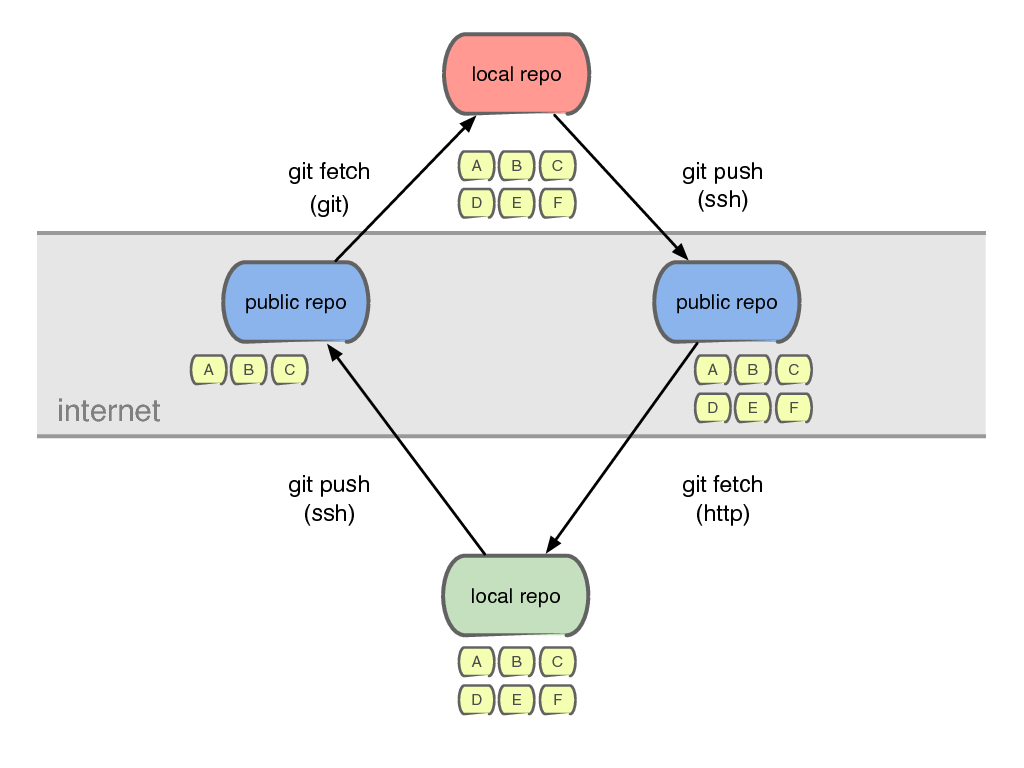 local repo
git fetch
(git)
A B C
D E F
git push
(ssh)
public repo
public repo
A B C
A B C
D E F
internet
git push
(ssh)
git fetch
(http)
local repo
A B C
D E F